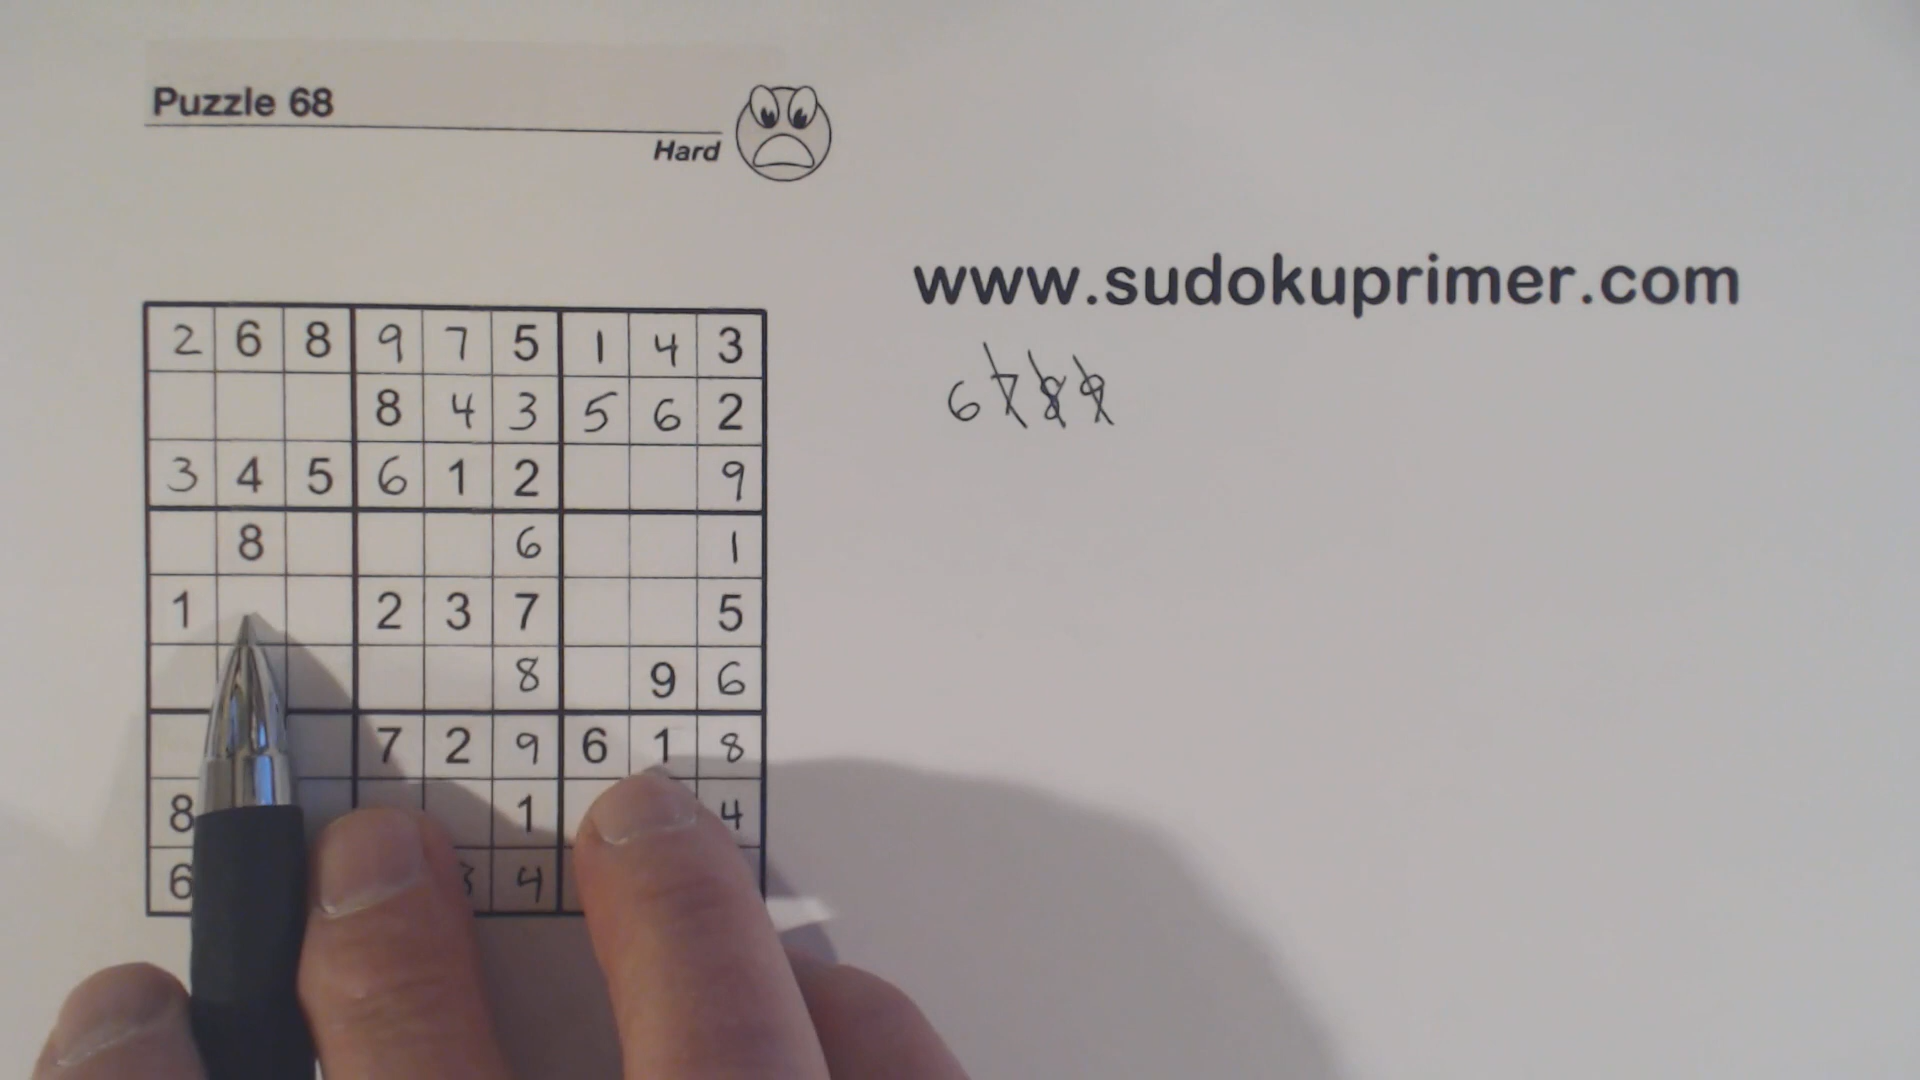 Puzzle 68
Hard
www.sudokuprimer.com
6 7 8 9
2 6 8 9 7 5 1 4 3
8 4 3 5 6 2
3 4 5 6 1 2 9
8 6 1
1 2 3 7 5
8 9 6
7 2 9 6 1 8
8 1 4
6 3 4